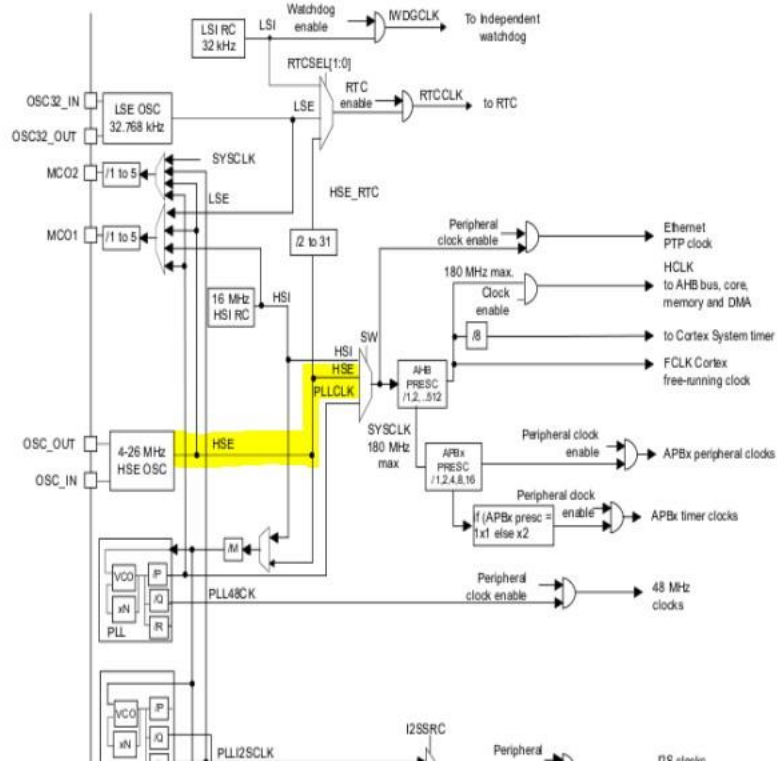 LSI RC
32 kHz
LSI
Watchdog
enable
IWDGCLK
To Independent
watchdog
RTCSEL[1:0]
OSC32_IN
OSC32_OUT
LSE OSC
32.768 kHz
LSE
RTC
enable
RTCCLK
to RTC
MCO2
/1 to 5
SYSCLK
LSE
HSE_RTC
MCO1
/1 to 5
/2 to 31
Peripheral
clock enable
Ethernet
PTP clock
16 MHz
HSI RC
HSI
180 MHz max.
Clock
enable
HCLK
to AHB bus, core,
memory and DMA
/8
to Cortex System timer
SW
HSI
HSE
PLLCLK
AHB
PRESC
/1,2,..512
FCLK Cortex
free-running clock
SYSCLK
180 MHz
max
OSC_OUT
OSC_IN
4-26 MHz
HSE OSC
HSE
APBx
PRESC
/1,2,4,8,16
Peripheral clock
enable
APBx peripheral clocks
if (APBx presc =
1x1 else x2
Peripheral clock
enable
APBx timer clocks
/M
VCO
xN
/P
/Q
/R
PLL
PLL48CK
Peripheral
clock enable
48 MHz
clocks
VCO
xN
/P
/Q
PLLI2SCLK
I2SSRC
Peripheral